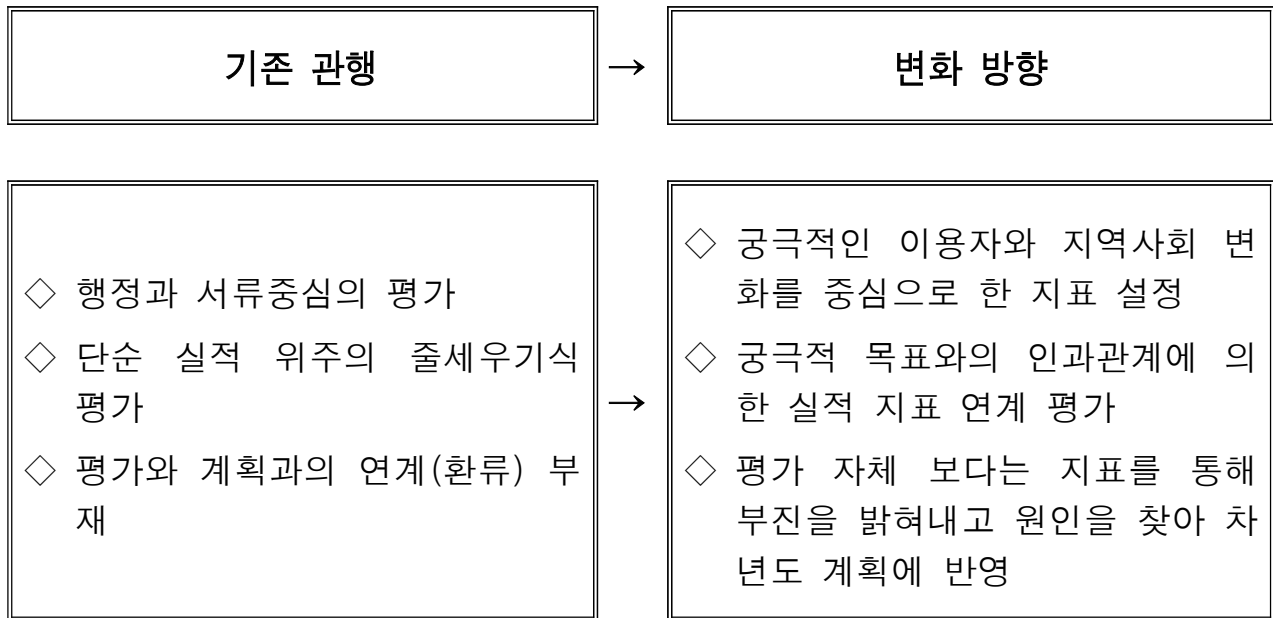 기존 관행
→
변화 방향
◇ 행정과 서류중심의 평가
◇ 단순 실적 위주의 줄세우기식
평가
◇ 평가와 계획과의 연계(환류) 부
재
→
◇ 궁극적인 이용자와 지역사회 변
화를 중심으로 한 지표 설정
◇ 궁극적 목표와의 인과관계에 의
한 실적 지표 연계 평가
◇ 평가 자체 보다는 지표를 통해
부진을 밝혀내고 원인을 찾아 차
년도 계획에 반영